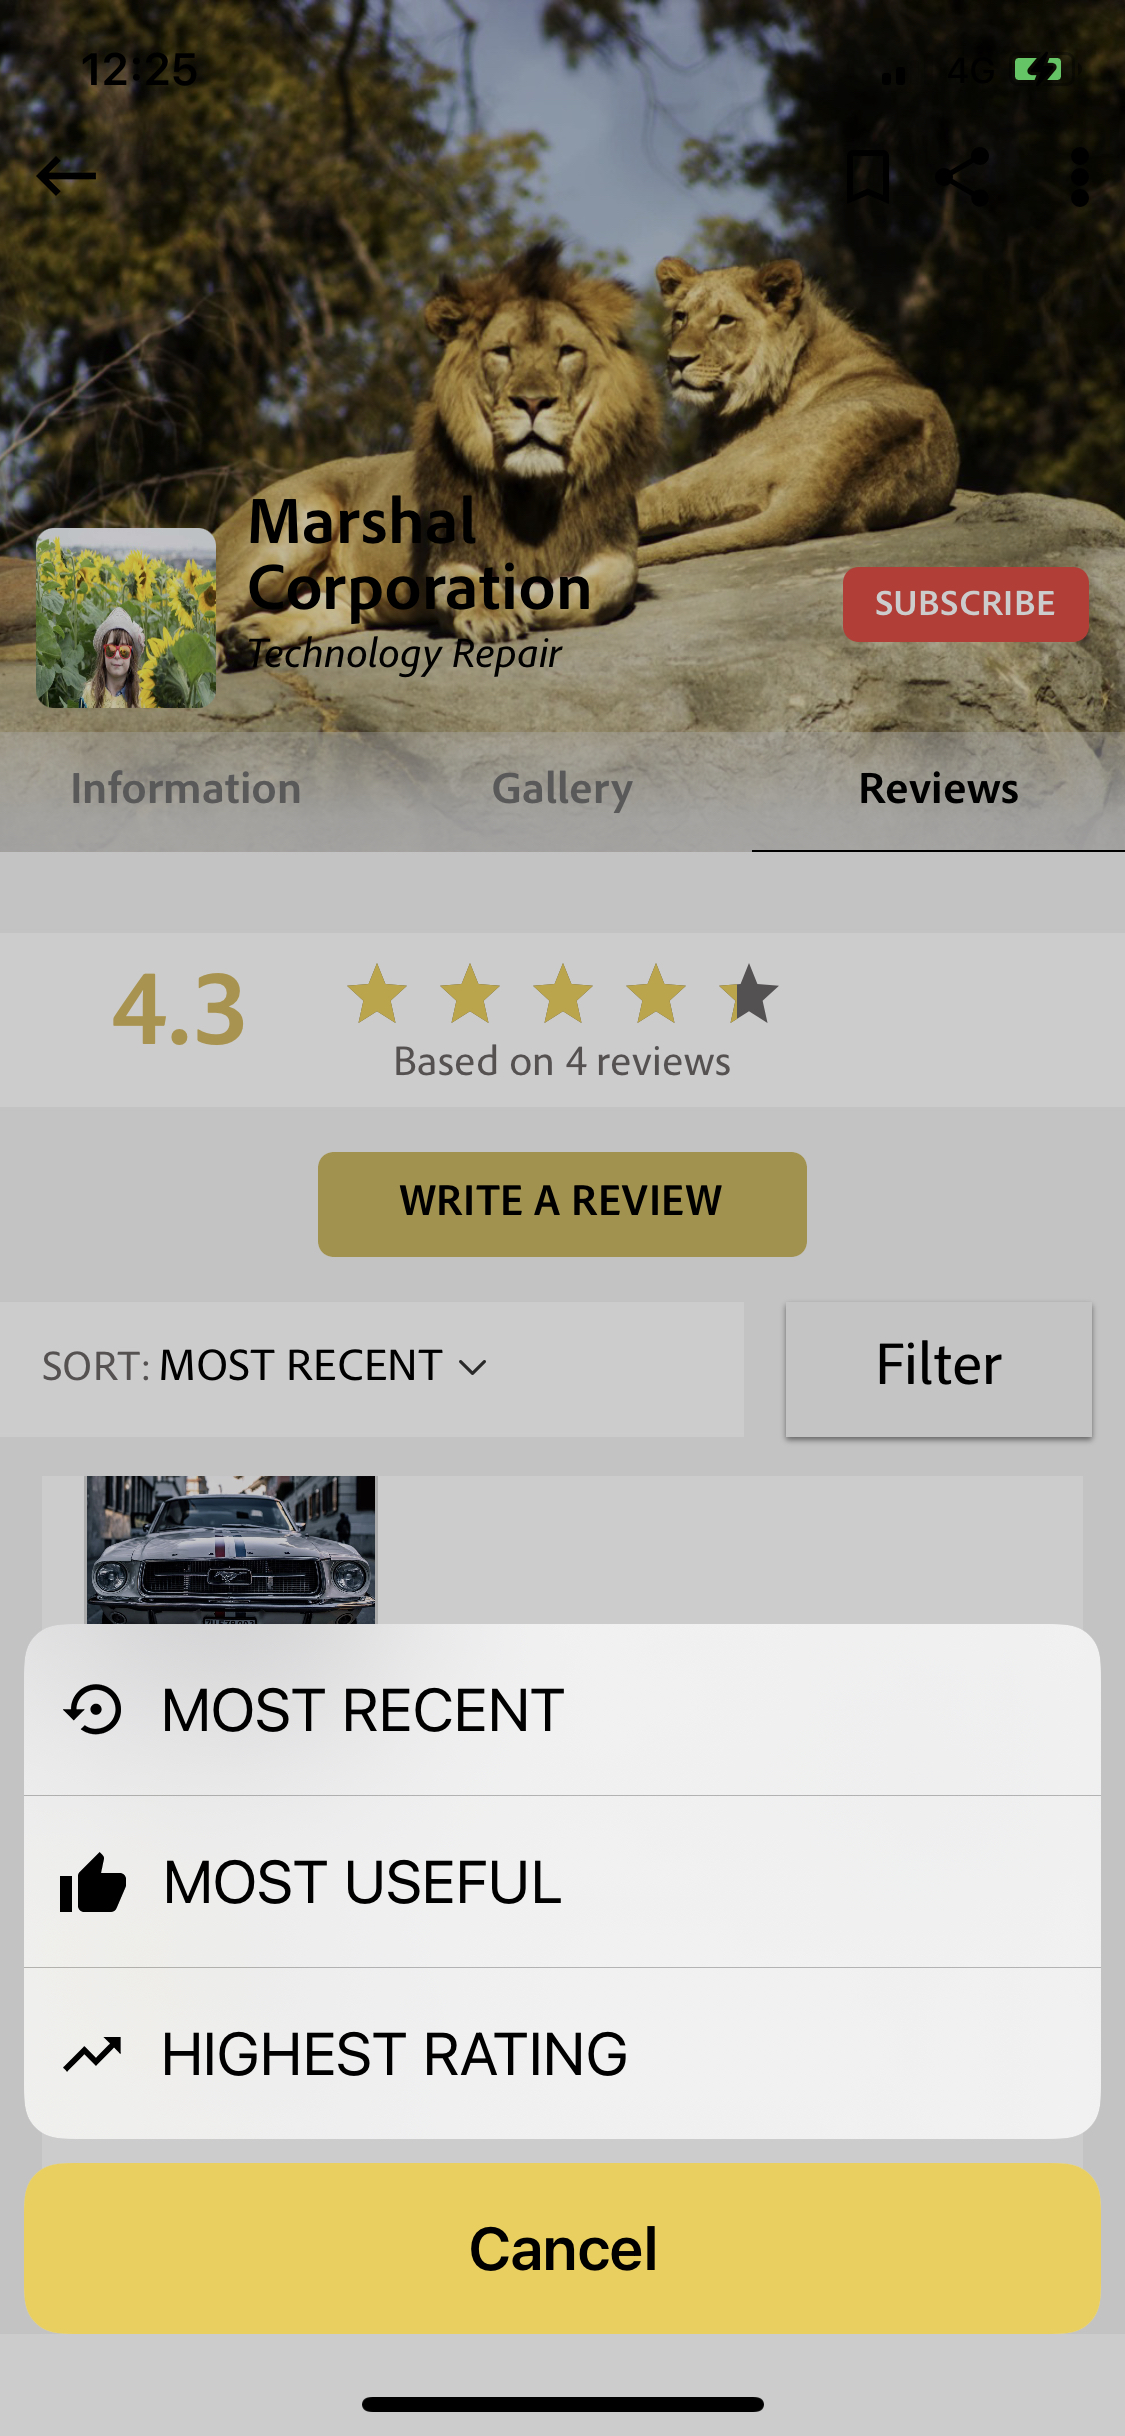 12:25
4G
Marshal
Corporation
Technology Repair
SUBSCRIBE
Information
Gallery
Reviews
4.3
Based on 4 reviews
WRITE A REVIEW
SORT: MOST RECENT
Filter
MOST RECENT
MOST USEFUL
HIGHEST RATING
Cancel